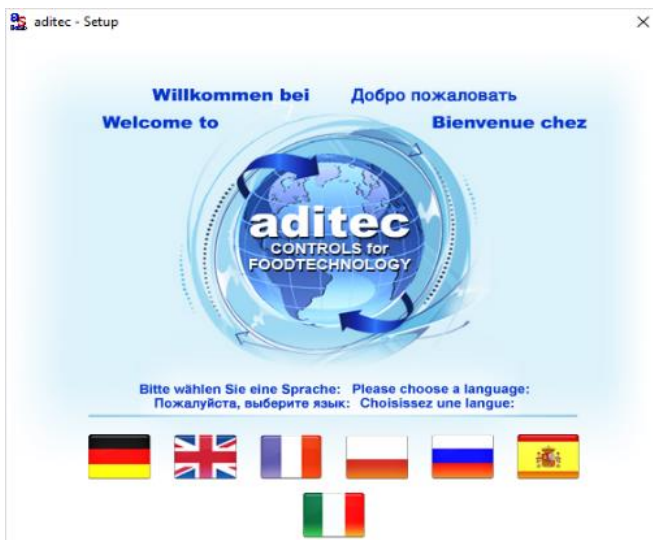 aditec - Setup
Willkommen bei Добро пожаловать
Welcome to Bienvenue chez
aditec
CONTROLS for
FOODTECHNOLOGY
Bitte wählen Sie eine Sprache: Please choose a language:
Пожалуйста, выберите язык: Choisissez une langue: